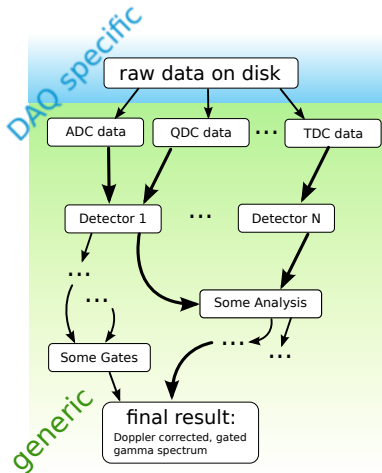 DAQ specific
raw data on disk
ADC data
QDC data
...
TDC data
Detector 1
...
Detector N
...
...
Some Analysis
...
...
Some Gates
generic
final result:
Doppler corrected, gated
gamma spectrum